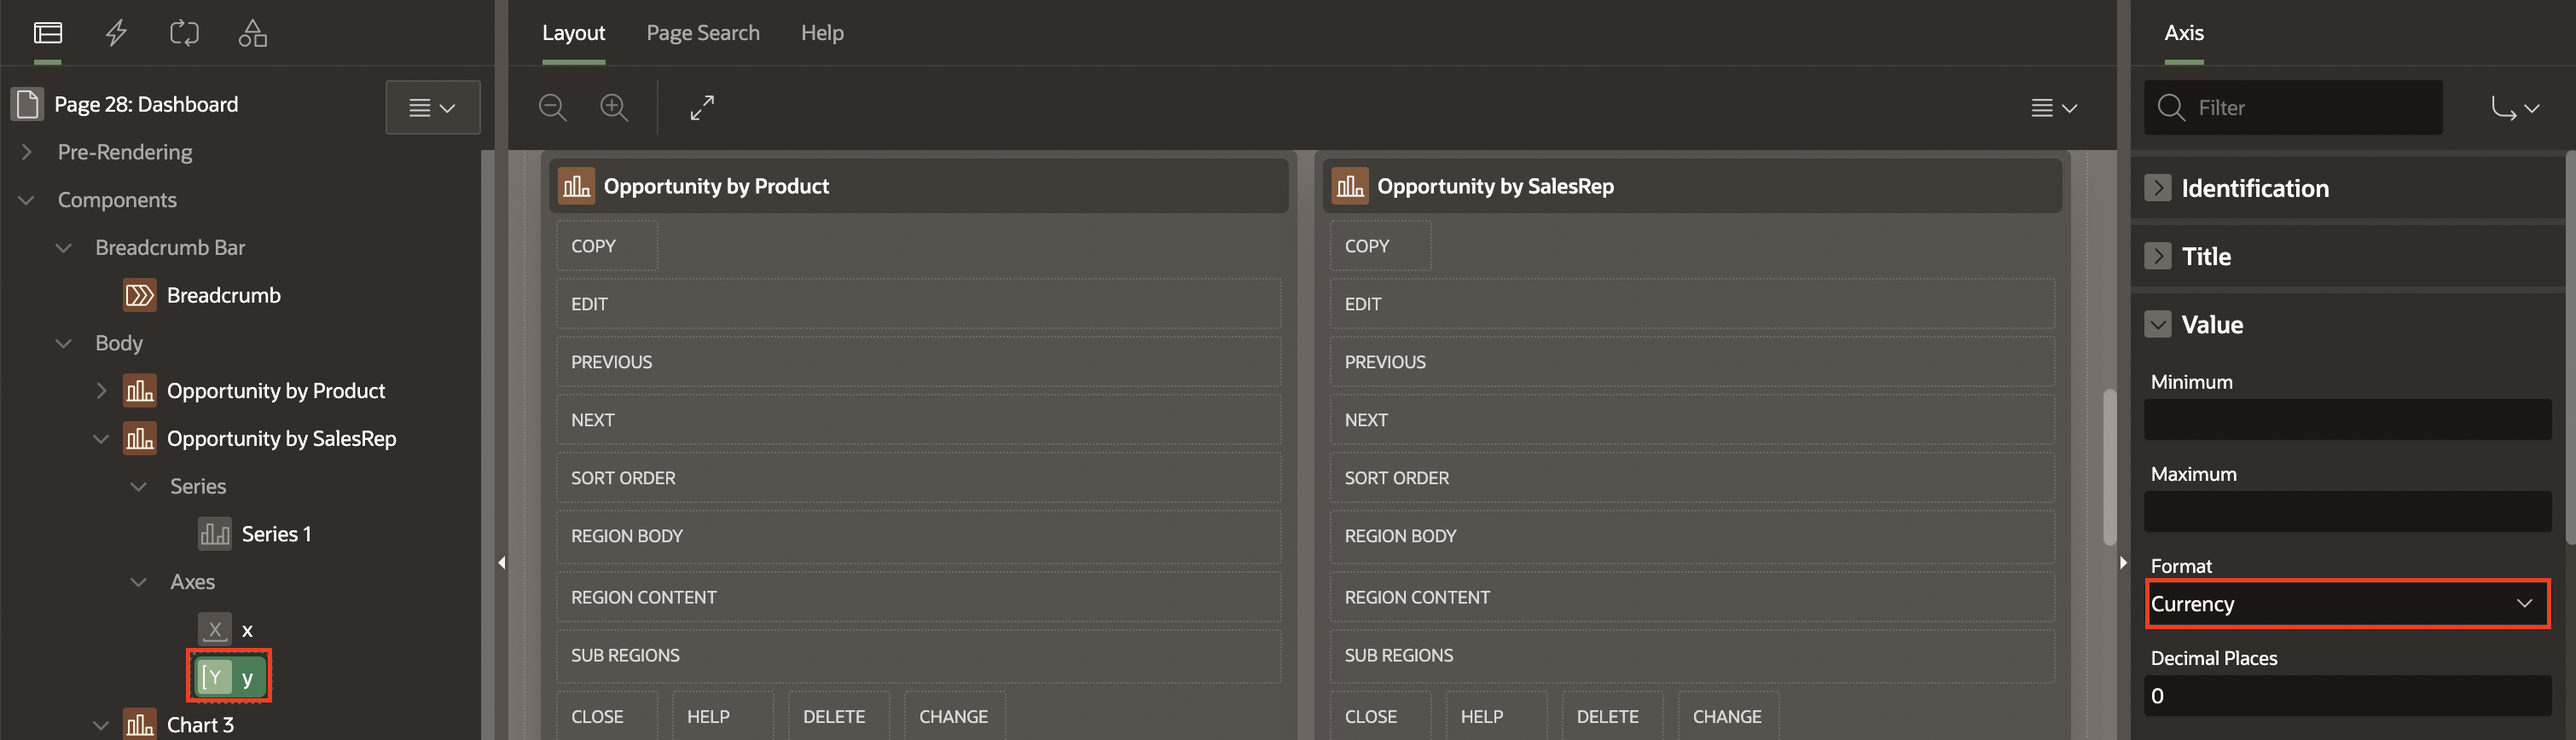 Page 28: Dashboard
Pre-Rendering
Components
Breadcrumb Bar
Breadcrumb
Body
Opportunity by Product
Opportunity by SalesRep
Series
Series 1
Axes
X x
Y y
Chart 3
Layout Page Search Help
Opportunity by Product
COPY
EDIT
PREVIOUS
NEXT
SORT ORDER
REGION BODY
REGION CONTENT
SUB REGIONS
CLOSE HELP DELETE CHANGE
Opportunity by SalesRep
COPY
EDIT
PREVIOUS
NEXT
SORT ORDER
REGION BODY
REGION CONTENT
SUB REGIONS
CLOSE HELP DELETE CHANGE
Axis
Filter
Identification
Title
Value
Minimum
Maximum
Format
Currency
Decimal Places
0